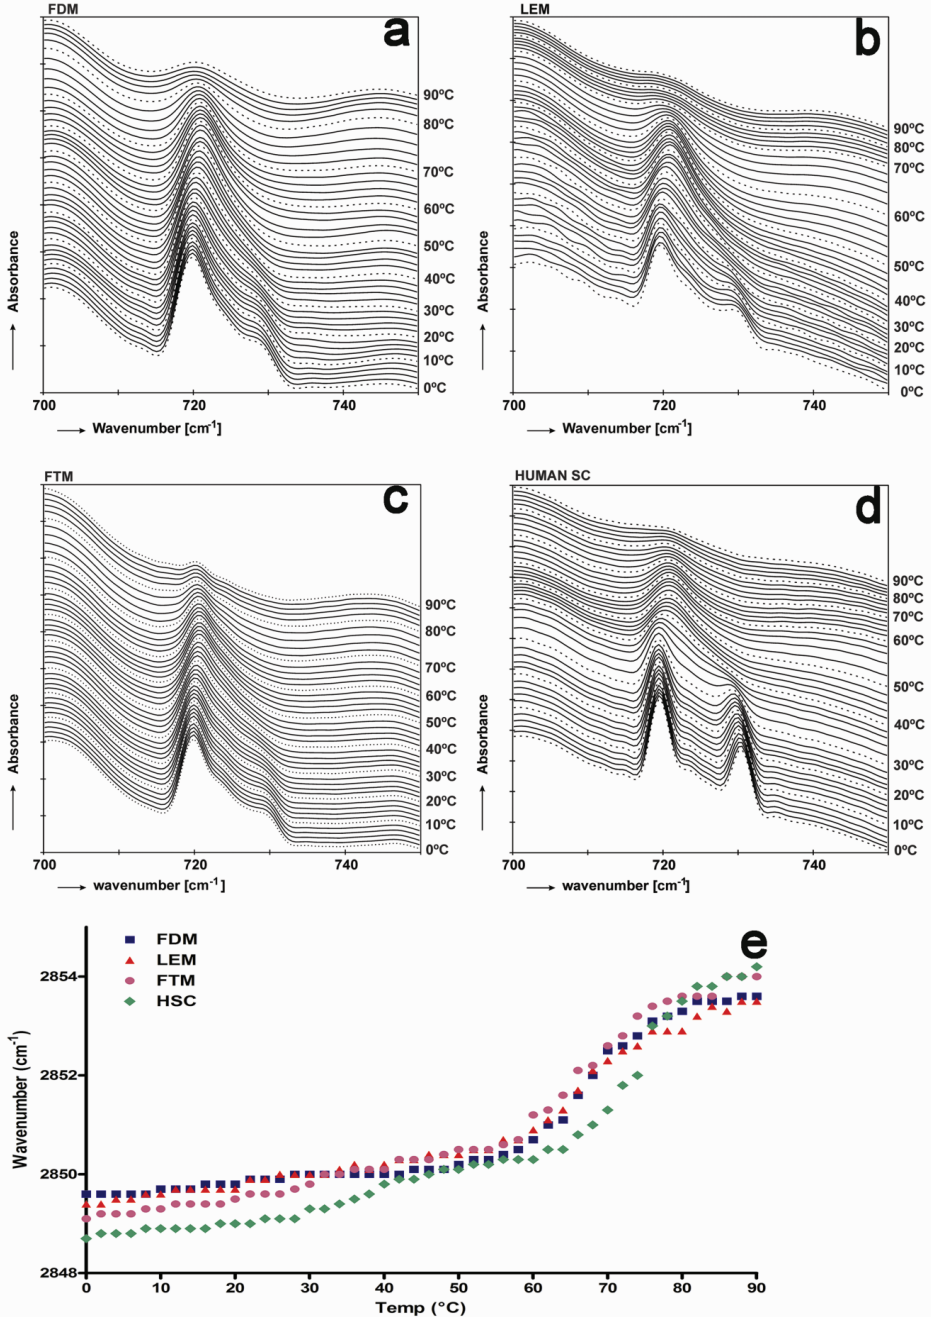 FDM
a
90ºC
80ºC
70ºC
60ºC
50ºC
40ºC
30ºC
20ºC
10ºC
0ºC
Absorbance
700 720 740
Wavenumber [cm-1]
LEM
b
90ºC
80ºC
70ºC
60ºC
50ºC
40ºC
30ºC
20ºC
10ºC
0ºC
Absorbance
700 720 740
Wavenumber [cm-1]
FTM
c
90ºC
80ºC
70ºC
60ºC
50ºC
40ºC
30ºC
20ºC
10ºC
0ºC
Absorbance
700 720 740
wavenumber [cm-1]
HUMAN SC
d
90ºC
80ºC
70ºC
60ºC
50ºC
40ºC
30ºC
20ºC
10ºC
0ºC
Absorbance
700 720 740
wavenumber [cm-1]
e
FDM
LEM
FTM
HSC
2854
2852
2850
2848
Wavenumber (cm-1)
0 10 20 30 40 50 60 70 80 90
Temp (°C)